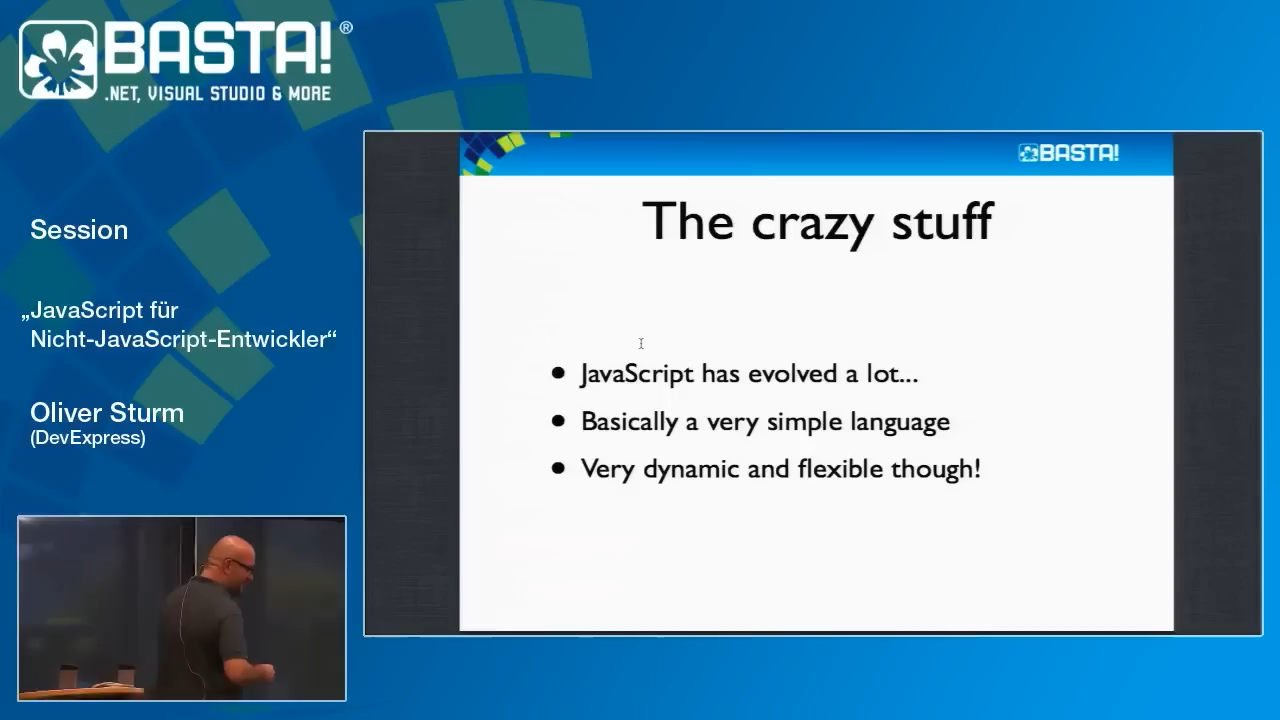 BASTA!®
.NET, VISUAL STUDIO & MORE
Session
„JavaScript für
Nicht-JavaScript-Entwickler“
Oliver Sturm
(DevExpress)
BASTA!
The crazy stuff
• JavaScript has evolved a lot...
• Basically a very simple language
• Very dynamic and flexible though!